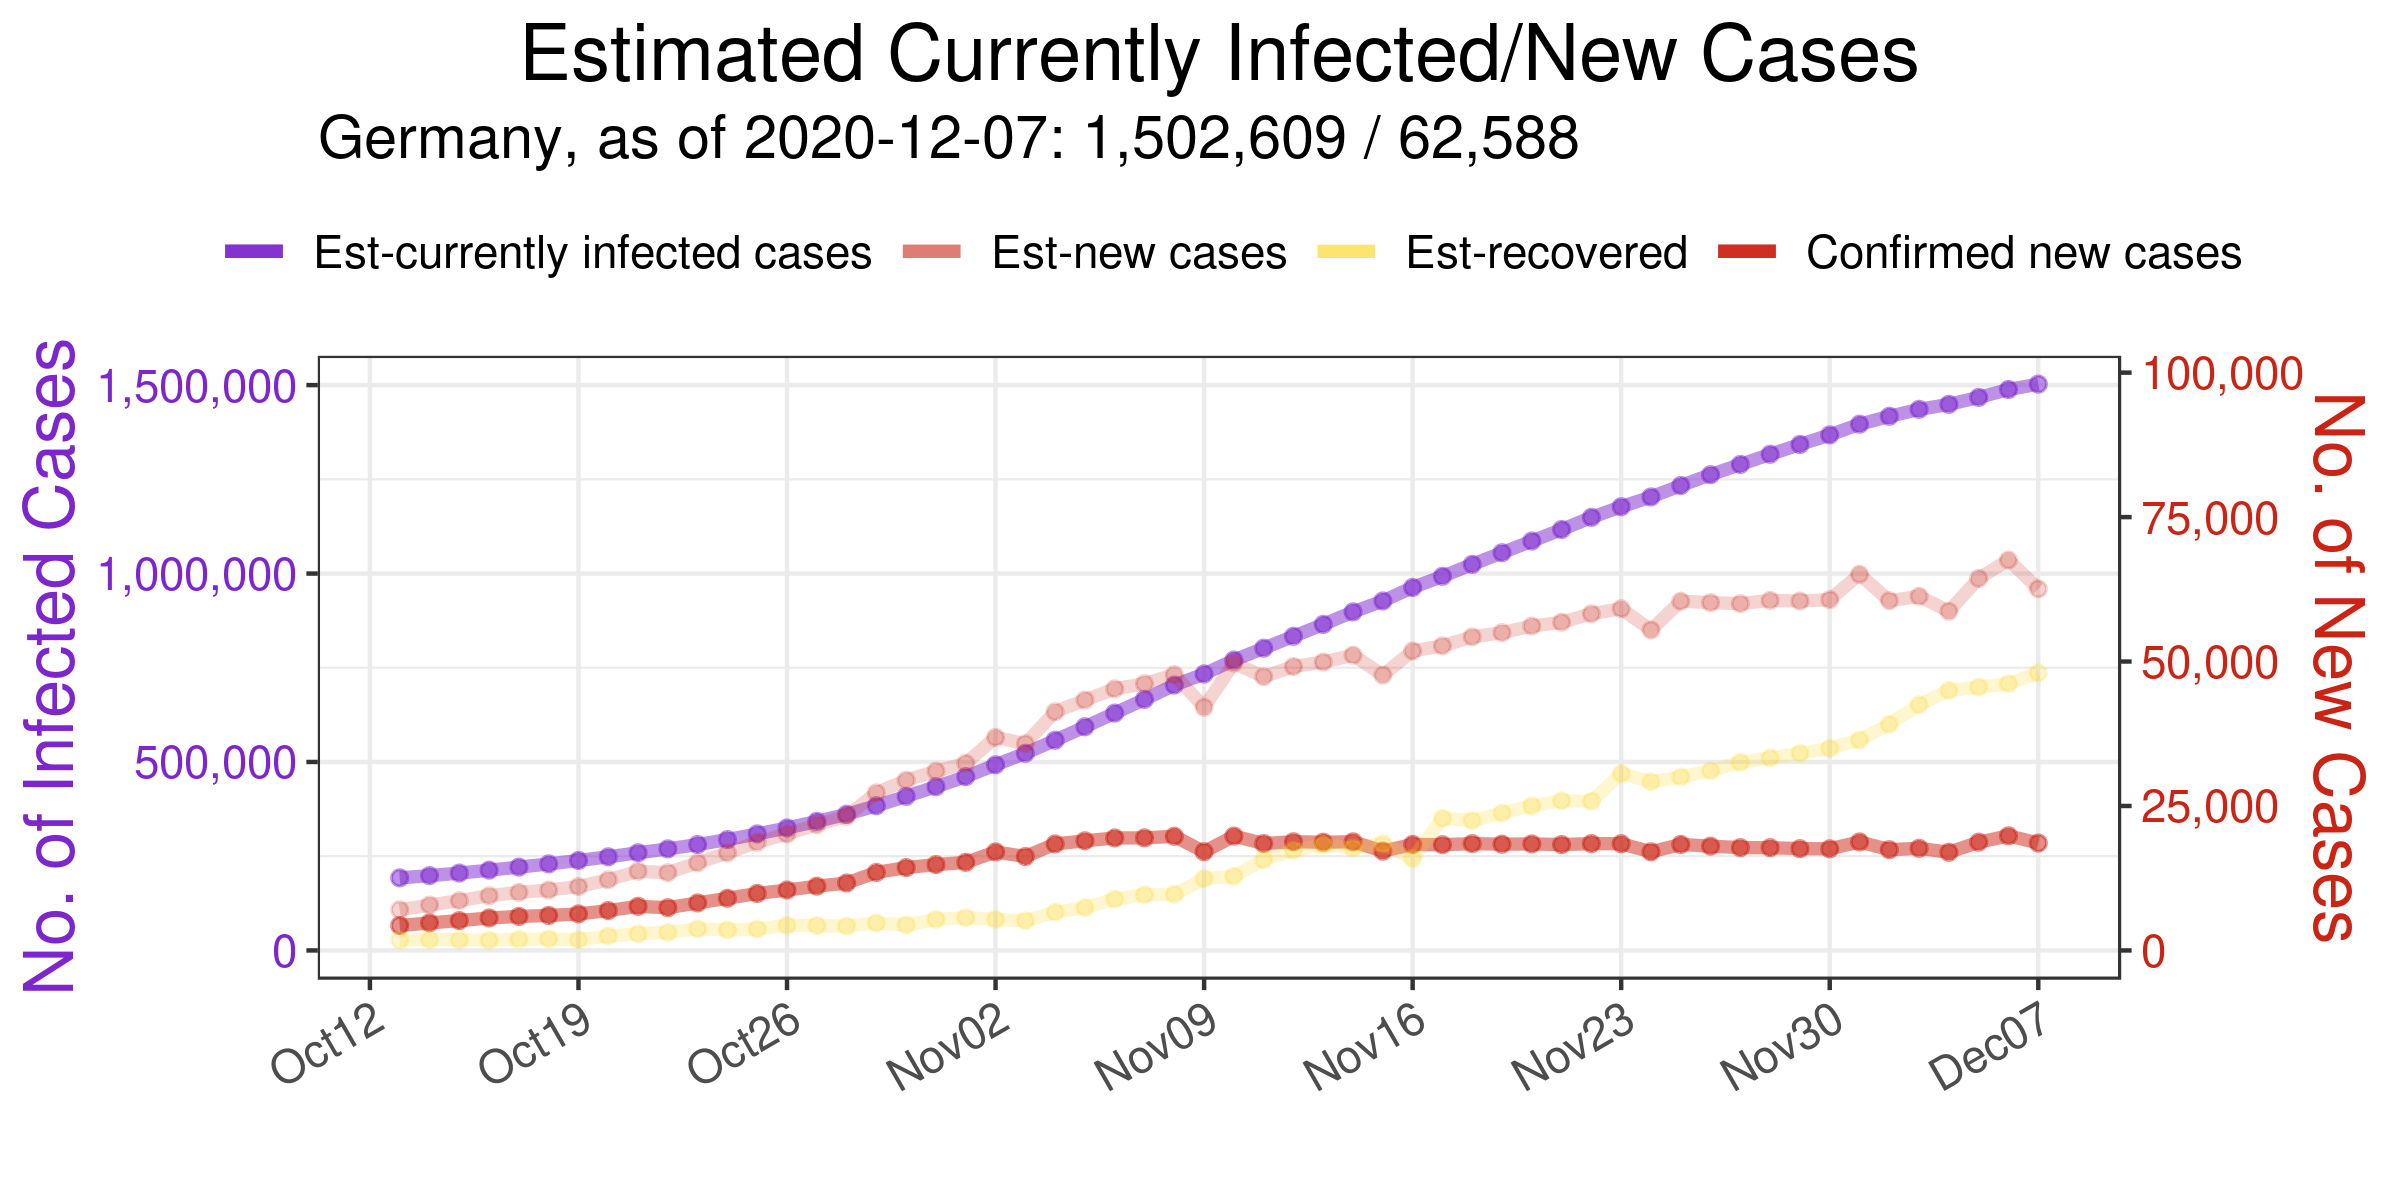 Estimated Currently Infected/New Cases
Germany, as of 2020-12-07: 1,502,609 / 62,588
Est-currently infected cases Est-new cases Est-recovered Confirmed new cases
No. of Infected Cases
1,500,000
1,000,000
500,000
0
100,000
75,000
50,000
25,000
0
No. of New Cases
Oct12 Oct19 Oct26 Nov02 Nov09 Nov16 Nov23 Nov30 Dec07